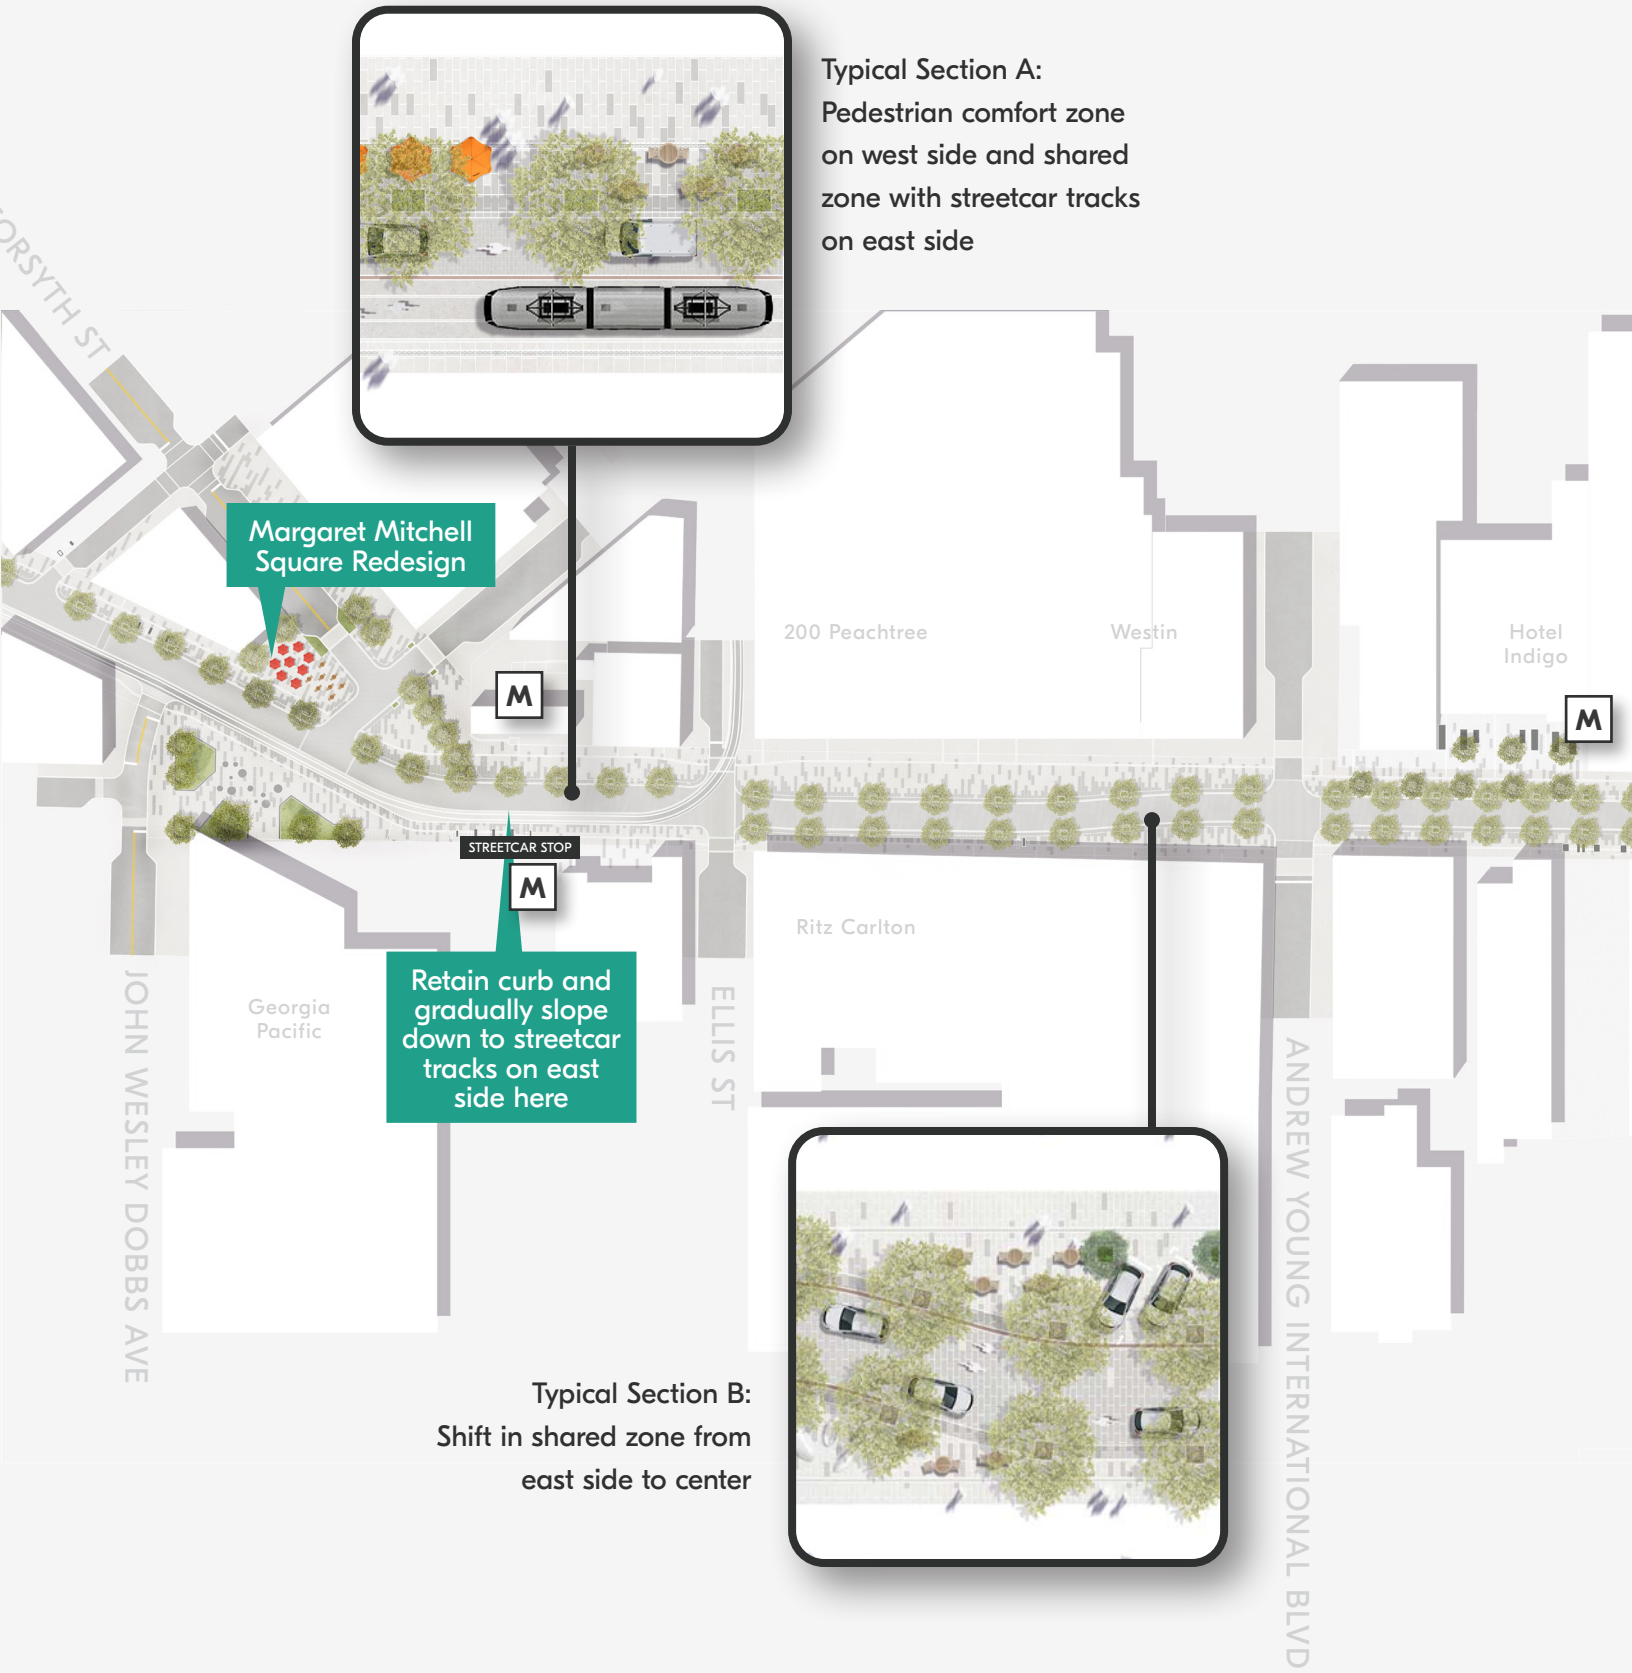 Typical Section A:
Pedestrian comfort zone
on west side and shared
zone with streetcar tracks
on east side
FORSYTH ST
Margaret Mitchell
Square Redesign
200 Peachtree
Westin
Hotel
Indigo
M
M
STREETCAR STOP
M
Ritz Carlton
Retain curb and
gradually slope
down to streetcar
tracks on east
side here
Georgia
Pacific
JOHN WESLEY DOBBS AVE
ELLIS ST
ANDREW YOUNG INTERNATIONAL BLVD
Typical Section B:
Shift in shared zone from
east side to center